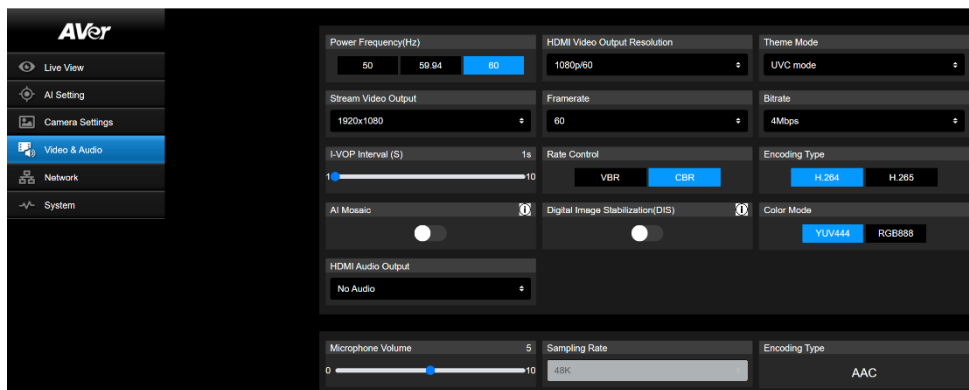 AVer
Live View
AI Setting
Camera Settings
Video & Audio
Network
System
Power Frequency(Hz)
50 59.94 60
HDMI Video Output Resolution
1080p/60
Theme Mode
UVC mode
Stream Video Output
1920x1080
Framerate
60
Bitrate
4Mbps
I-VOP Interval (S) 1s
1 10
Rate Control
VBR CBR
Encoding Type
H.264 H.265
AI Mosaic
Digital Image Stabilization(DIS)
Color Mode
YUV444 RGB888
HDMI Audio Output
No Audio
Microphone Volume 5
0 10
Sampling Rate
48K
Encoding Type
AAC